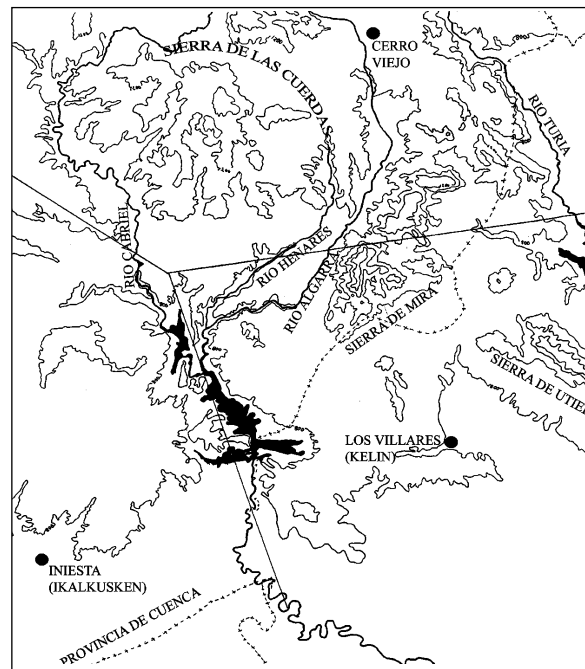 CERRO
VIEJO
SIERRA DE LAS CUERDAS
RIO TURIA
RIO CABRIEL
RIO HENARES
RIO ALGARRA
SIERRA DE MIRA
SIERRA DE UTIEL
LOS VILLARES
(KELIN)
INIESTA
(IKALKUSKEN)
PROVINCIA DE CUENCA